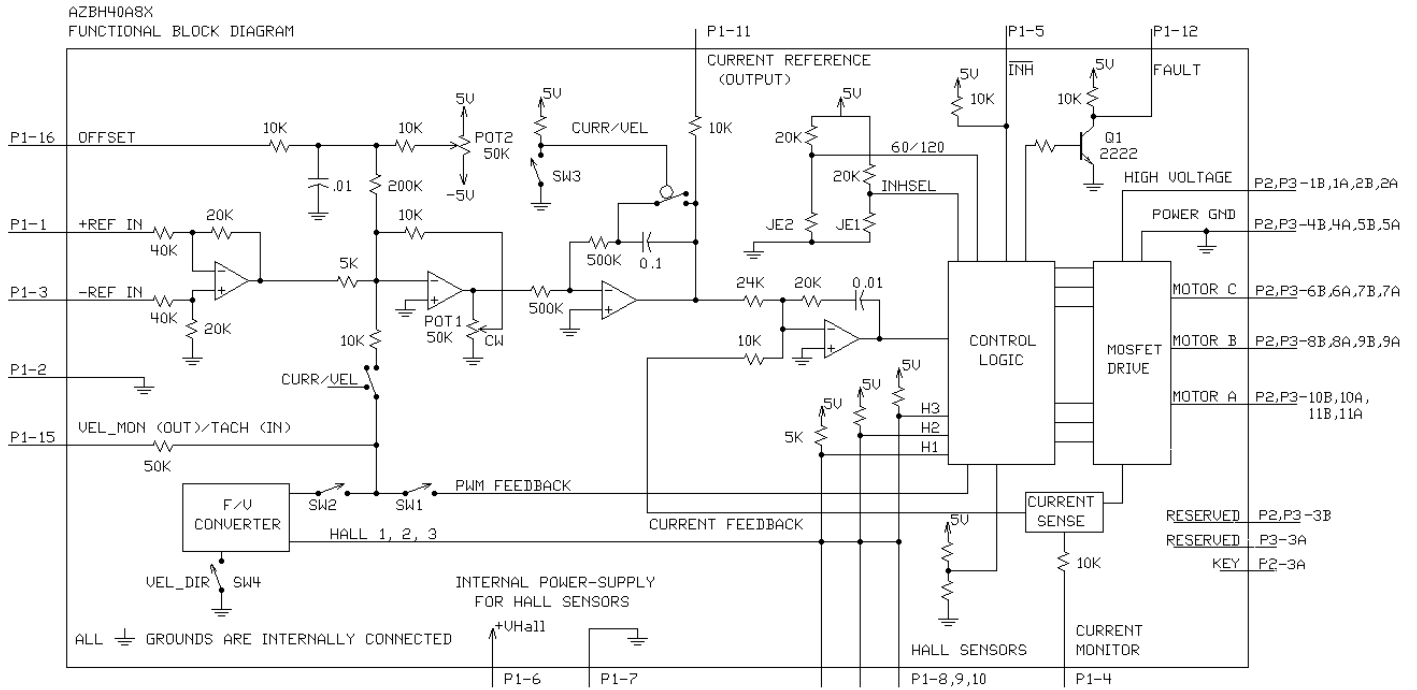 AZBH40A8X
FUNCTIONAL BLOCK DIAGRAM
P1-11
P1-5
P1-12
CURRENT REFERENCE
(OUTPUT)
5V
INH
10K
5V
10K
FAULT
P1-16
OFFSET
10K
10K
5V
POT2
50K
-5V
.01
200K
5V
CURR/VEL
SW3
10K
5V
20K
60/120
20K
INHSEL
JE2
JE1
Q1
2222
HIGH VOLTAGE
P2,P3-1B,1A,2B,2A
POWER GND
P2,P3-4B,4A,5B,5A
P1-1
+REF IN
20K
40K
10K
500K
0.1
P1-3
-REF IN
40K
20K
5K
POT1
50K
CW
500K
24K
20K
0.01
10K
CONTROL
LOGIC
MOSFET
DRIVE
MOTOR C
P2,P3-6B,6A,7B,7A
MOTOR B
P2,P3-8B,8A,9B,9A
MOTOR A
P2,P3-10B,10A,
11B,11A
10K
P1-2
CURR/VEL
P1-15
VEL_MON (OUT)/TACH (IN)
50K
5V
5V
5V
5K
H3
H2
H1
F/V
CONVERTER
SW2
SW1
PWM FEEDBACK
CURRENT FEEDBACK
CURRENT
SENSE
HALL 1, 2, 3
5V
10K
RESERVED
P2,P3-3B
RESERVED
P3-3A
KEY
P2-3A
VEL_DIR
SW4
INTERNAL POWER-SUPPLY
FOR HALL SENSORS
+VHall
ALL GROUNDS ARE INTERNALLY CONNECTED
HALL SENSORS
CURRENT
MONITOR
P1-6
P1-7
P1-8,9,10
P1-4